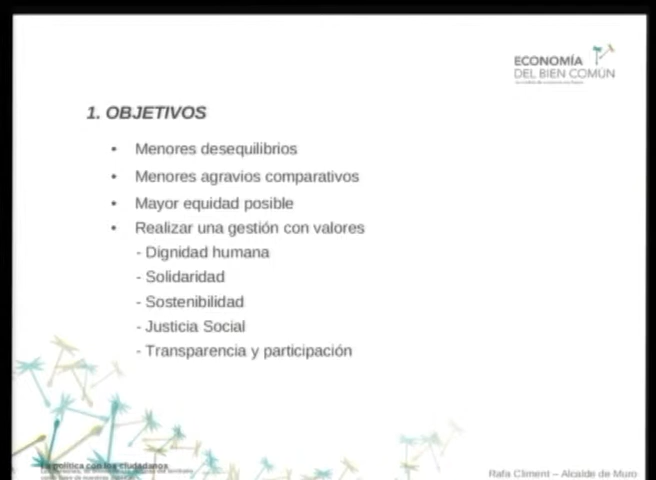 ECONOMÍA
DEL BIEN COMÚN
1. OBJETIVOS
• Menores desequilibrios
• Menores agravios comparativos
• Mayor equidad posible
• Realizar una gestión con valores
- Dignidad humana
- Solidaridad
- Sostenibilidad
- Justicia Social
- Transparencia y participación
La política con los ciudadanos
Rafa Climent – Alcalde de Muro